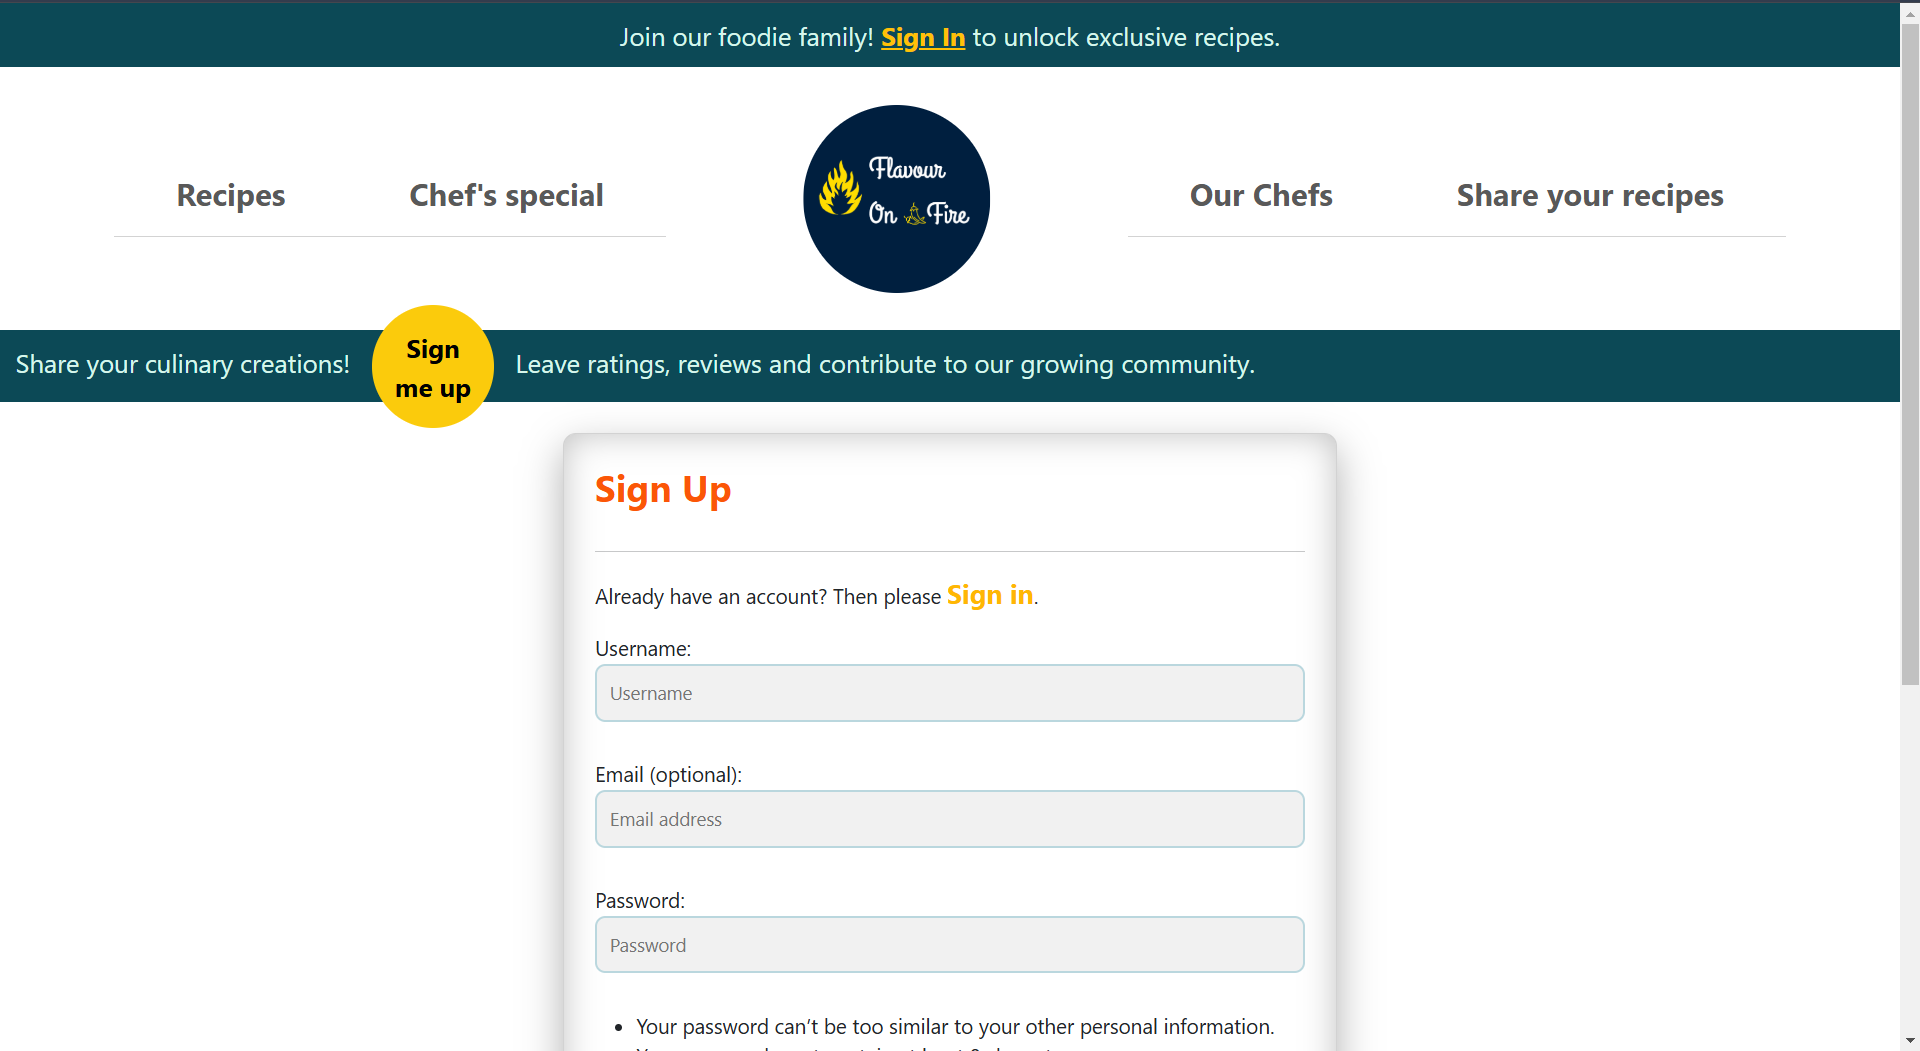 Join our foodie family! Sign In to unlock exclusive recipes.
Recipes
Chef's special
Flavour
On Fire
Our Chefs
Share your recipes
Share your culinary creations!
Sign
me up
Leave ratings, reviews and contribute to our growing community.
Sign Up
Already have an account? Then please Sign in.
Username:
Username
Email (optional):
Email address
Password:
Password
• Your password can’t be too similar to your other personal information.